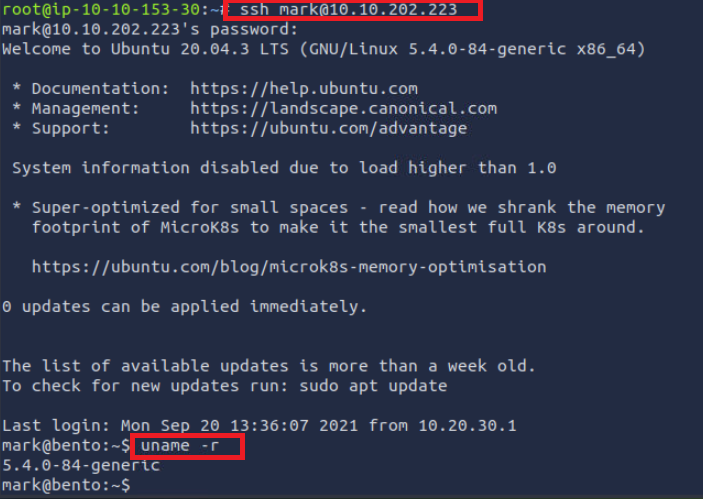 root@ip-10-10-153-30:~# ssh mark@10.10.202.223
mark@10.10.202.223's password:
Welcome to Ubuntu 20.04.3 LTS (GNU/Linux 5.4.0-84-generic x86_64)
* Documentation:  https://help.ubuntu.com
* Management:     https://landscape.canonical.com
* Support:        https://ubuntu.com/advantage
System information disabled due to load higher than 1.0
* Super-optimized for small spaces - read how we shrank the memory
footprint of MicroK8s to make it the smallest full K8s around.
https://ubuntu.com/blog/microk8s-memory-optimisation
0 updates can be applied immediately.
The list of available updates is more than a week old.
To check for new updates run: sudo apt update
Last login: Mon Sep 20 13:36:07 2021 from 10.20.30.1
mark@bento:~$ uname -r
5.4.0-84-generic
mark@bento:~$